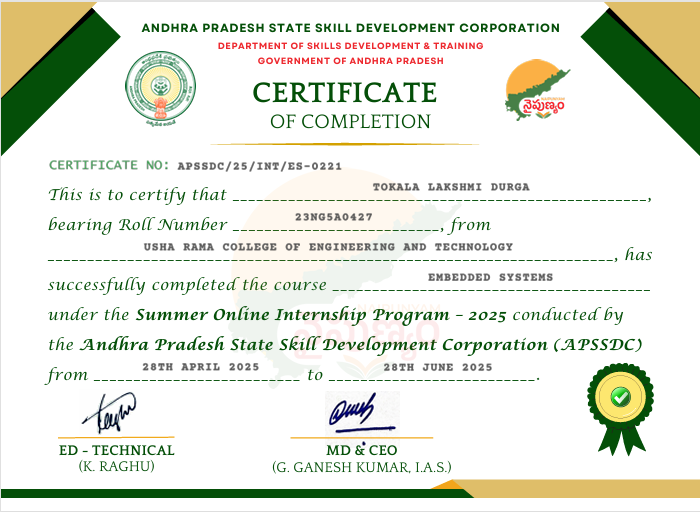 ANDHRA PRADESH STATE SKILL DEVELOPMENT CORPORATION
DEPARTMENT OF SKILLS DEVELOPMENT & TRAINING
GOVERNMENT OF ANDHRA PRADESH
CERTIFICATE
OF COMPLETION
నైపుణ్యం
CERTIFICATE NO: APSSDC/25/INT/ES-0221
This is to certify that TOKALA LAKSHMI DURGA,
bearing Roll Number 23NG5A0427, from
USHA RAMA COLLEGE OF ENGINEERING AND TECHNOLOGY, has
successfully completed the course EMBEDDED SYSTEMS
under the Summer Online Internship Program – 2025 conducted by
the Andhra Pradesh State Skill Development Corporation (APSSDC)
from 28TH APRIL 2025 to 28TH JUNE 2025.
ED – TECHNICAL
(K. RAGHU)
MD & CEO
(G. GANESH KUMAR, I.A.S.)